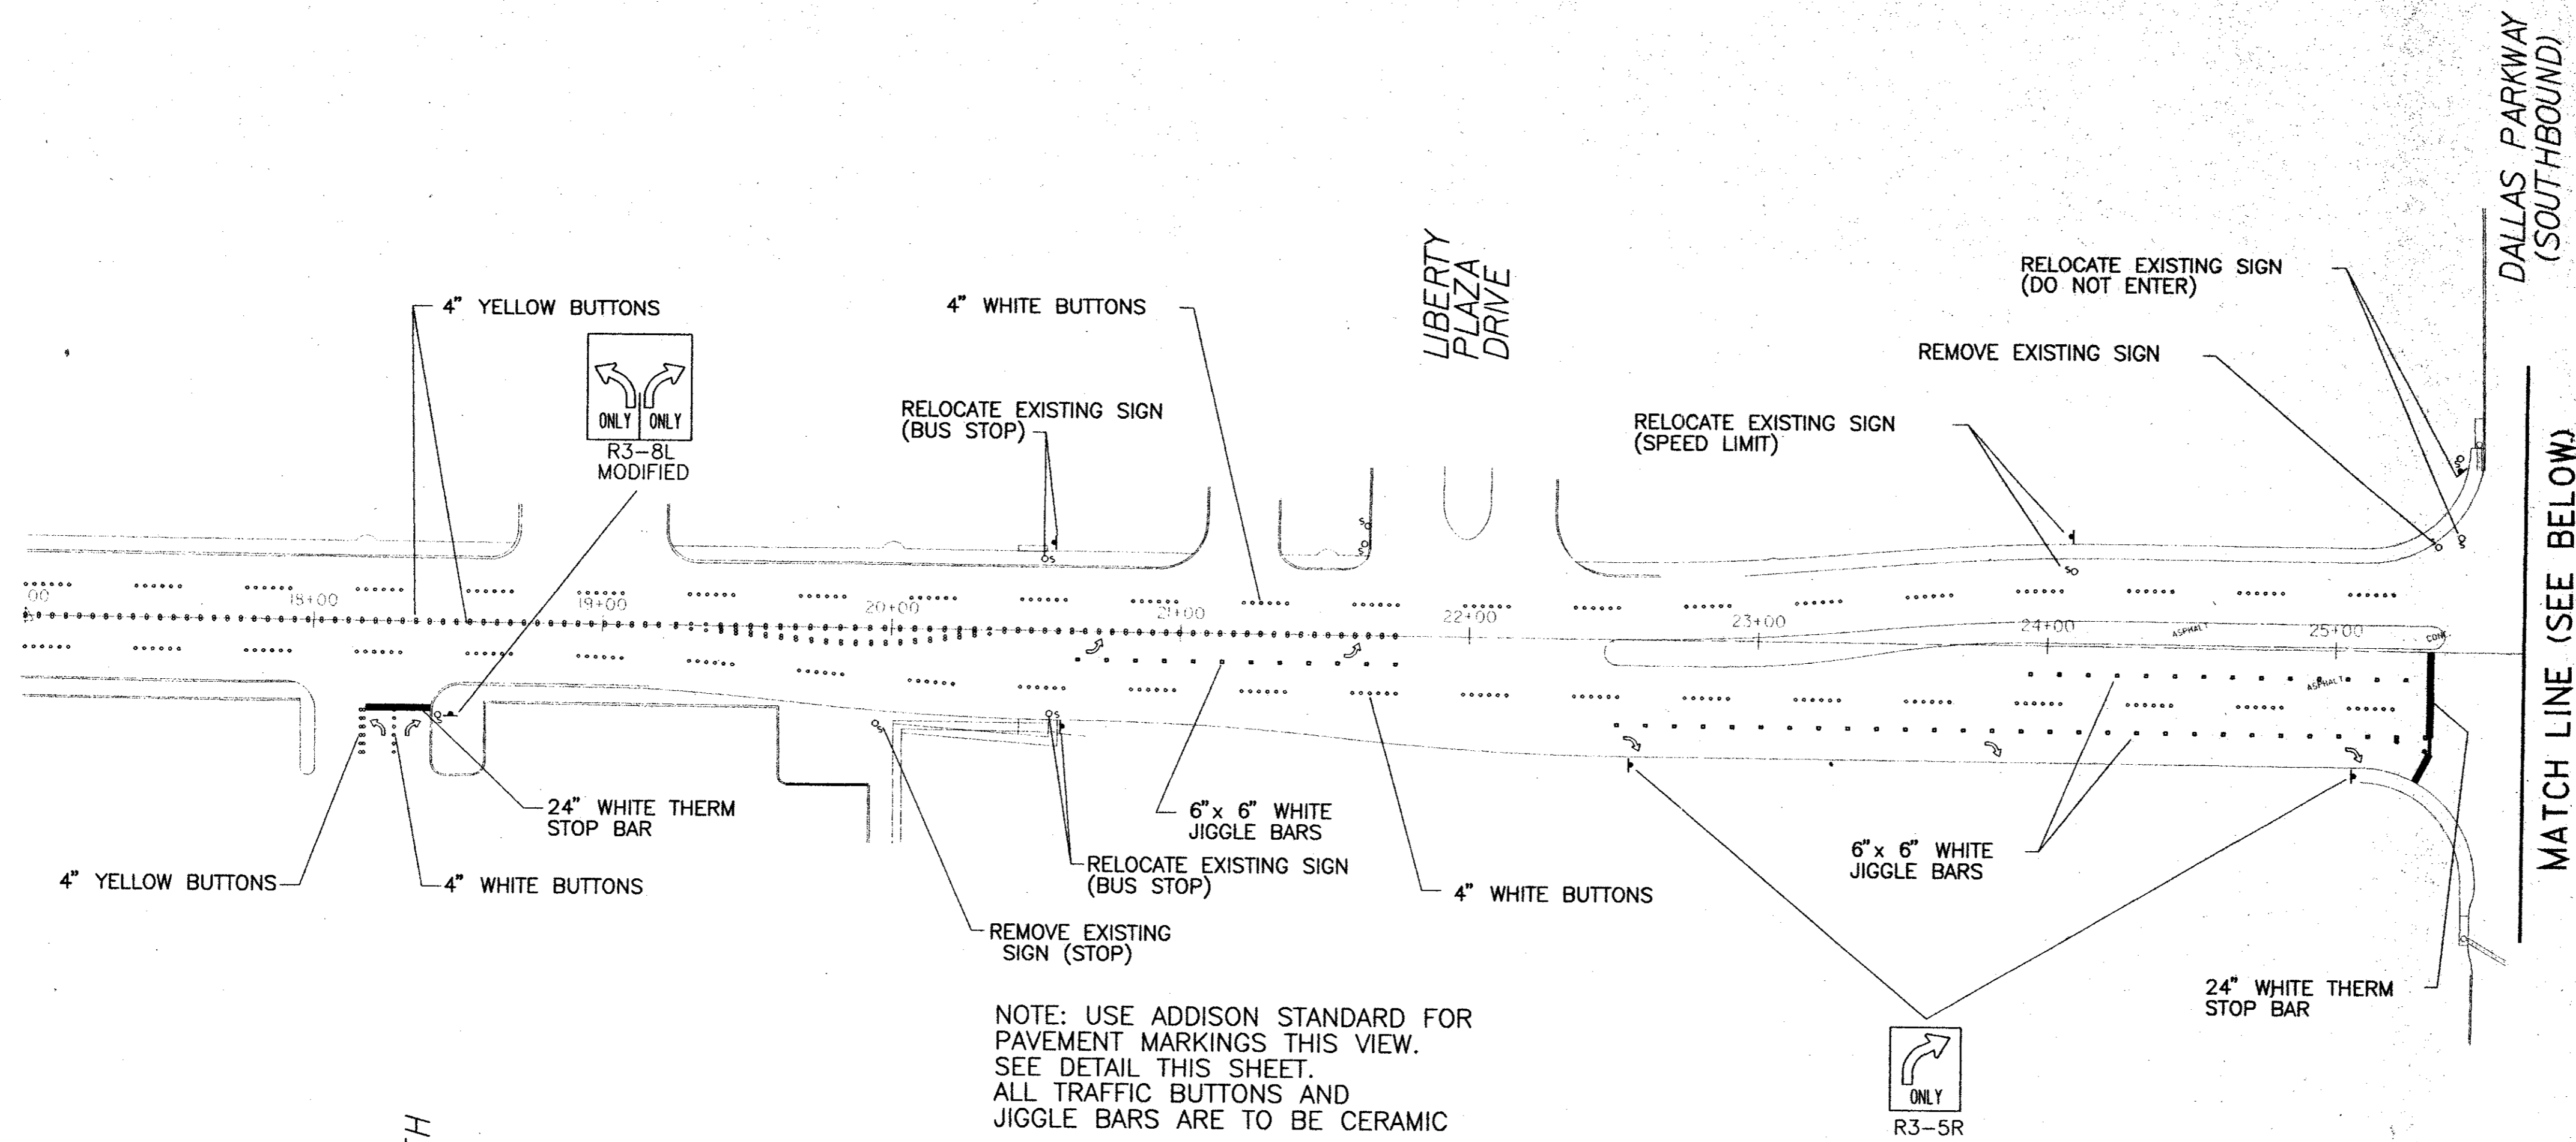 DALLAS PARKWAY
(SOUTHBOUND)
LIBERTY
PLAZA
DRIVE
RELOCATE EXISTING SIGN
(DO NOT ENTER)
4" YELLOW BUTTONS
4" WHITE BUTTONS
REMOVE EXISTING SIGN
ONLY ONLY
R3-8L
MODIFIED
RELOCATE EXISTING SIGN
(BUS STOP)
RELOCATE EXISTING SIGN
(SPEED LIMIT)
MATCH LINE (SEE BELOW)
00
18+00
19+00
20+00
21+00
22+00
23+00
24+00
25+00
ASPHALT
CONC.
ASPHALT
24" WHITE THERM
STOP BAR
6"x 6" WHITE
JIGGLE BARS
4" YELLOW BUTTONS
4" WHITE BUTTONS
RELOCATE EXISTING SIGN
(BUS STOP)
4" WHITE BUTTONS
6"x 6" WHITE
JIGGLE BARS
REMOVE EXISTING
SIGN (STOP)
24" WHITE THERM
STOP BAR
NOTE: USE ADDISON STANDARD FOR
PAVEMENT MARKINGS THIS VIEW.
SEE DETAIL THIS SHEET.
ALL TRAFFIC BUTTONS AND
JIGGLE BARS ARE TO BE CERAMIC
ONLY
R3-5R